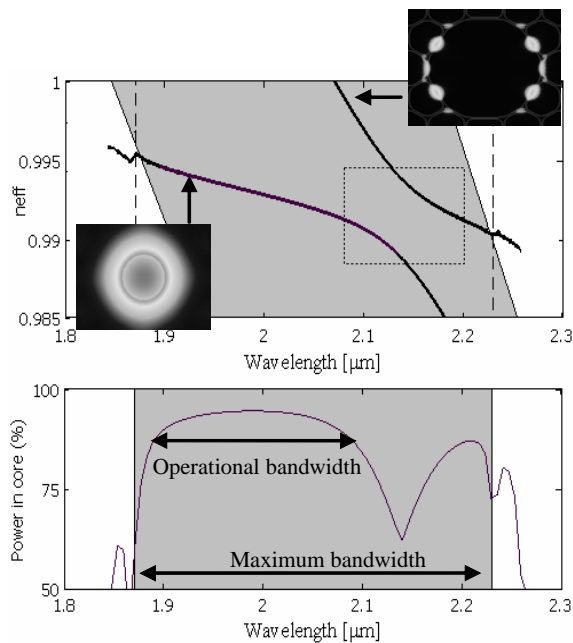 1
0.995
0.99
0.985
neff
1.8 1.9 2 2.1 2.2 2.3
Wavelength [µm]
100
75
50
Power in core (%)
Operational bandwidth
Maximum bandwidth
1.8 1.9 2 2.1 2.2 2.3
Wavelength [µm]